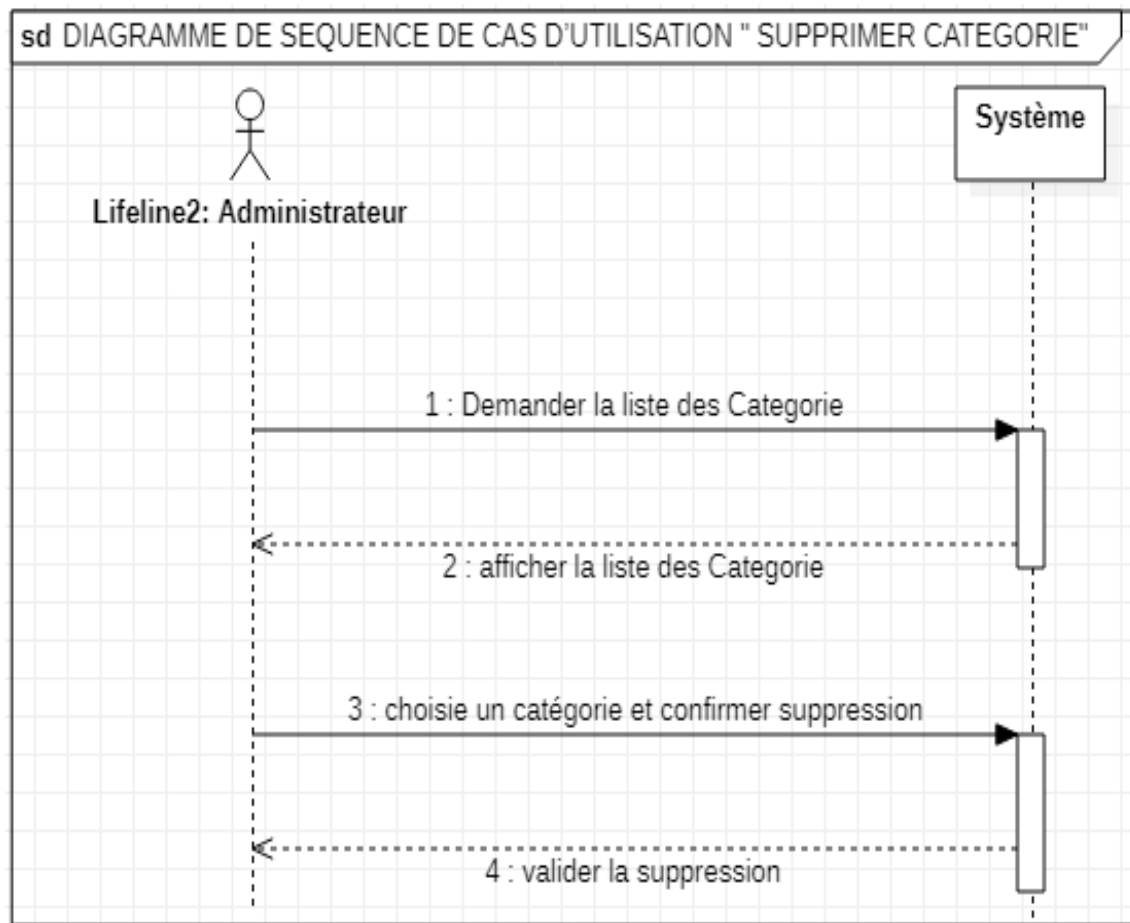 sd DIAGRAMME DE SEQUENCE DE CAS D'UTILISATION " SUPPRIMER CATEGORIE"
Système
Lifeline2: Administrateur
1 : Demander la liste des Categorie
2 : afficher la liste des Categorie
3 : choisie un catégorie et confirmer suppression
4 : valider la suppression